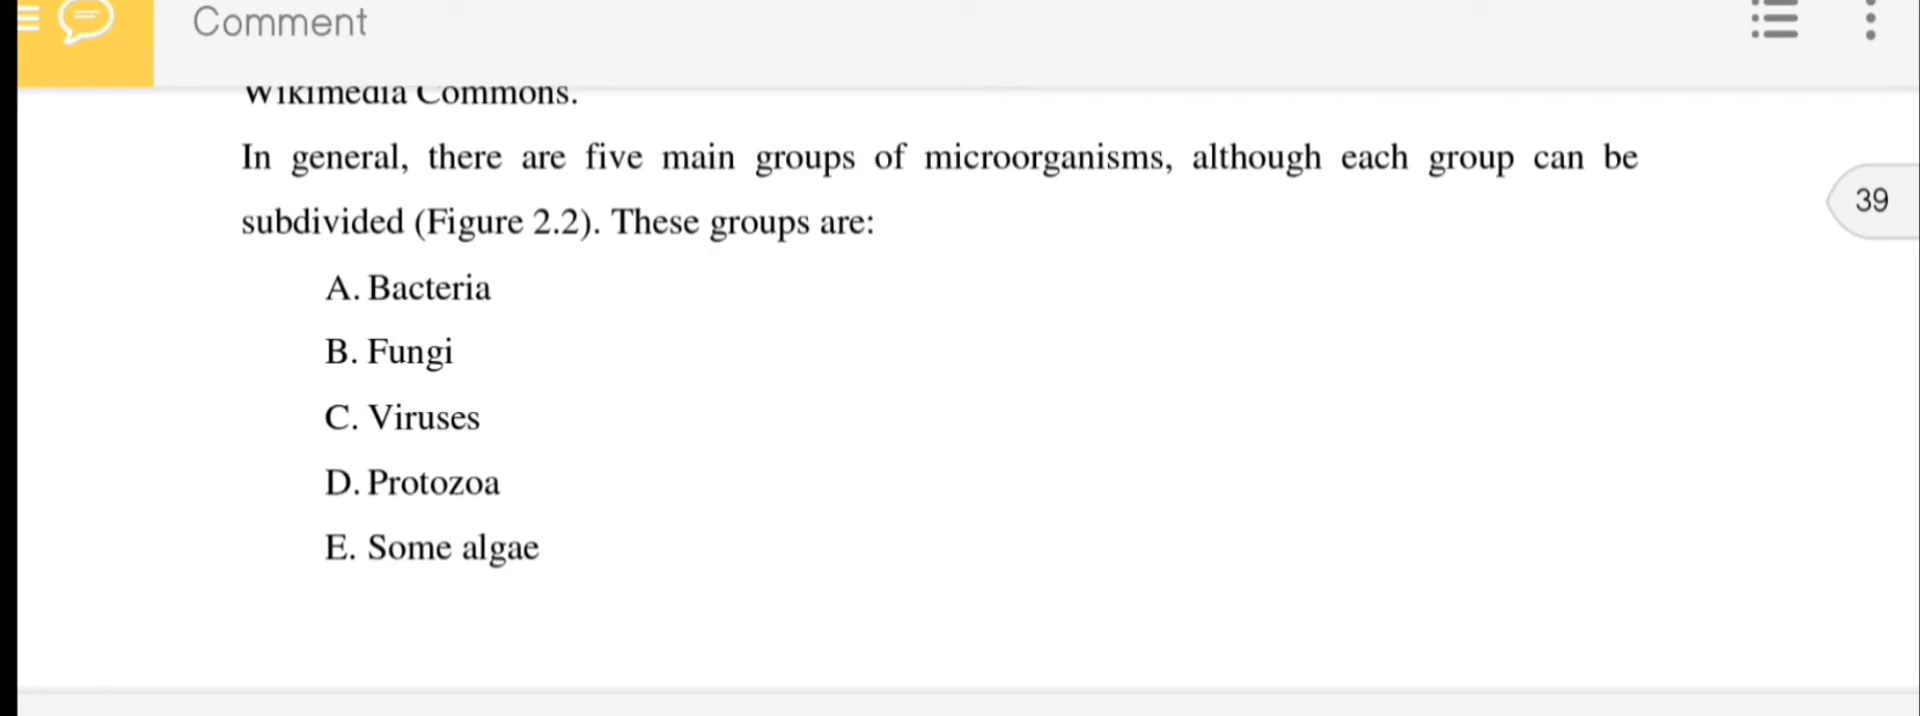 Comment
Wikimedia Commons.
In general, there are five main groups of microorganisms, although each group can be
39
subdivided (Figure 2.2). These groups are:
A. Bacteria
B. Fungi
C. Viruses
D. Protozoa
E. Some algae